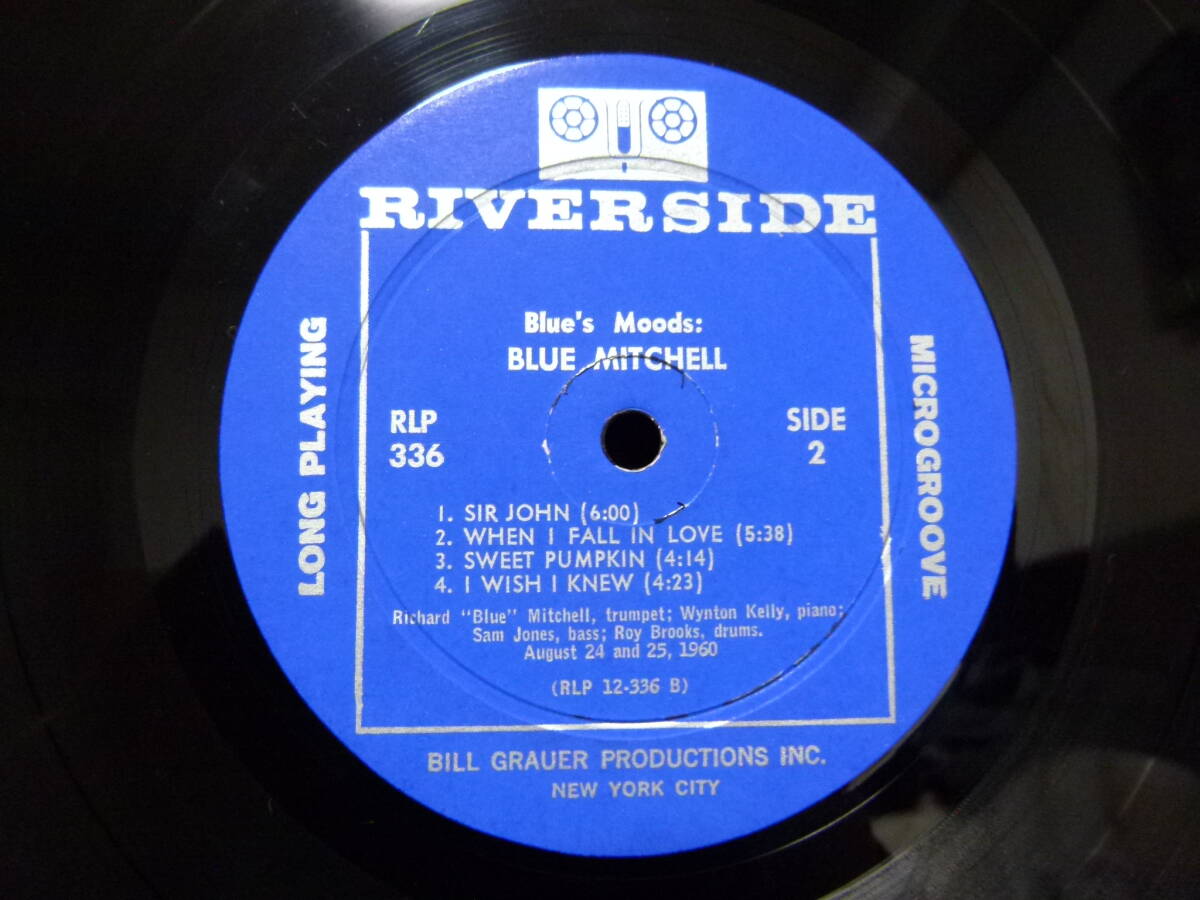 RIVERSIDE
Blue's Moods:
BLUE MITCHELL
LONG PLAYING
RLP
336
SIDE
2
MICROGROOVE
1. SIR JOHN (6:00)
2. WHEN I FALL IN LOVE (5:38)
3. SWEET PUMPKIN (4:14)
4. I WISH I KNEW (4:23)
Richard "Blue" Mitchell, trumpet; Wynton Kelly, piano;
Sam Jones, bass; Roy Brooks, drums.
August 24 and 25, 1960
(RLP 12-336 B)
BILL GRAUER PRODUCTIONS INC.
NEW YORK CITY